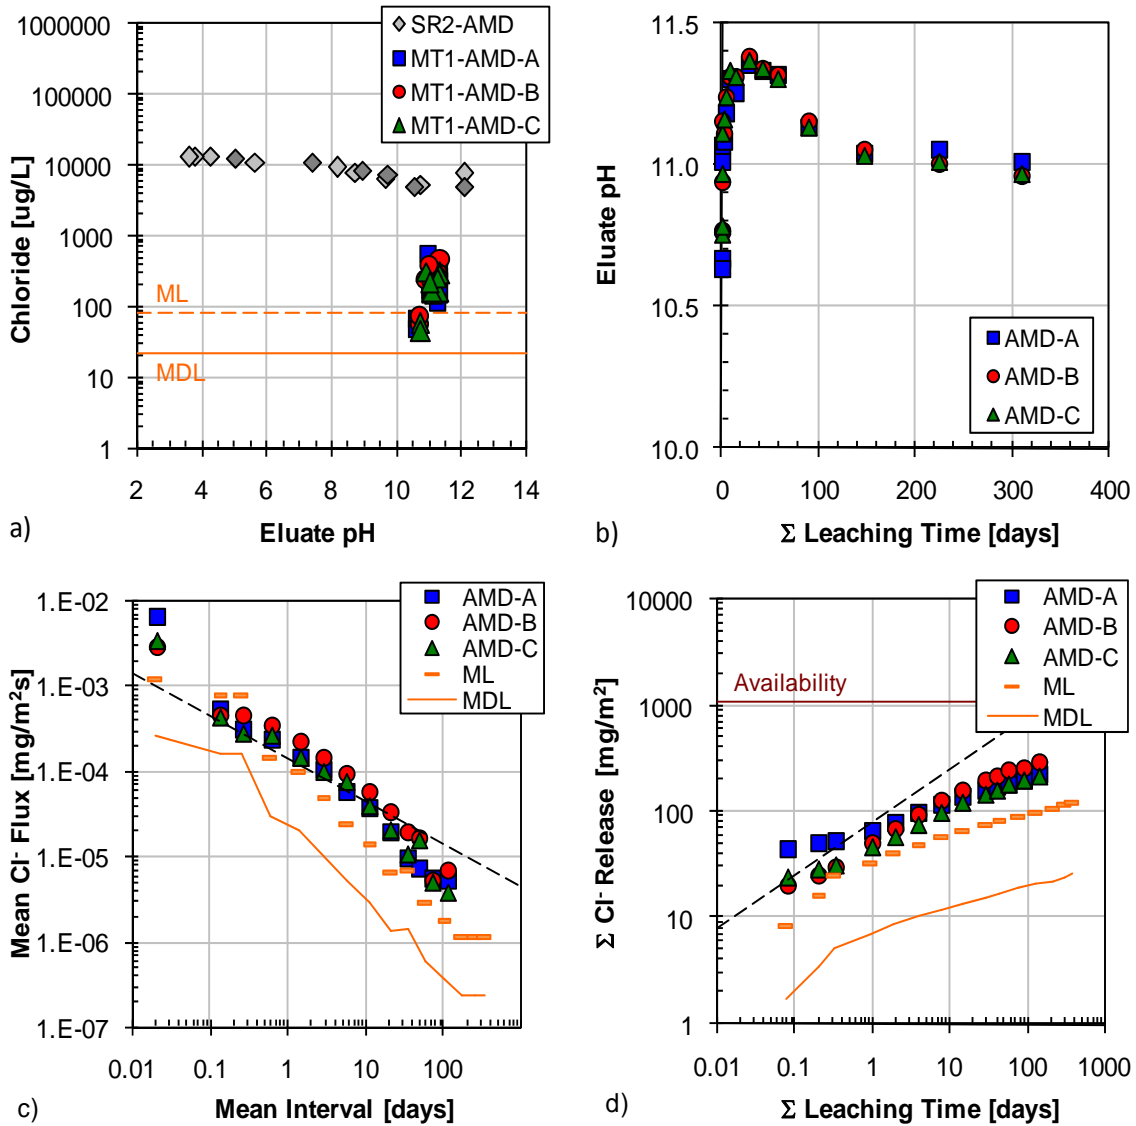 1000000
100000
10000
1000
100
10
1
Chloride [ug/L]
SR2-AMD
MT1-AMD-A
MT1-AMD-B
MT1-AMD-C
ML
MDL
2 4 6 8 10 12 14
Eluate pH
a)
11.5
11.0
10.5
10.0
Eluate pH
AMD-A
AMD-B
AMD-C
0 100 200 300 400
Σ Leaching Time [days]
b)
1.E-02
1.E-03
1.E-04
1.E-05
1.E-06
1.E-07
Mean Cl⁻ Flux [mg/m²s]
AMD-A
AMD-B
AMD-C
ML
MDL
0.01 0.1 1 10 100
Mean Interval [days]
c)
10000
1000
100
10
1
Σ Cl⁻ Release [mg/m²]
AMD-A
AMD-B
AMD-C
ML
MDL
Availability
0.01 0.1 1 10 100 1000
Σ Leaching Time [days]
d)